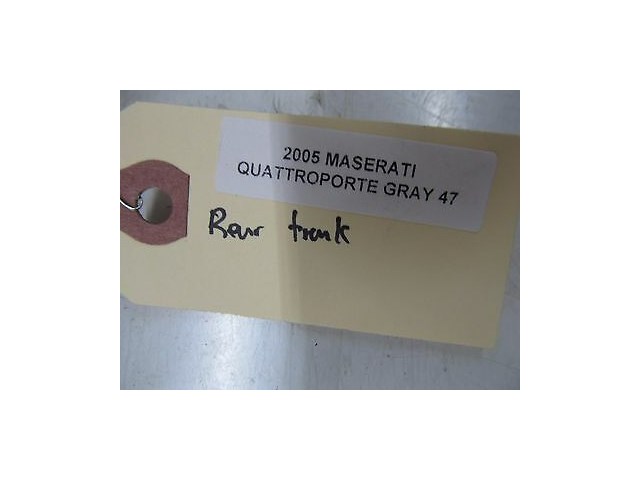 2005 MASERATI
QUATTROPORTE GRAY 47
Rear trunk